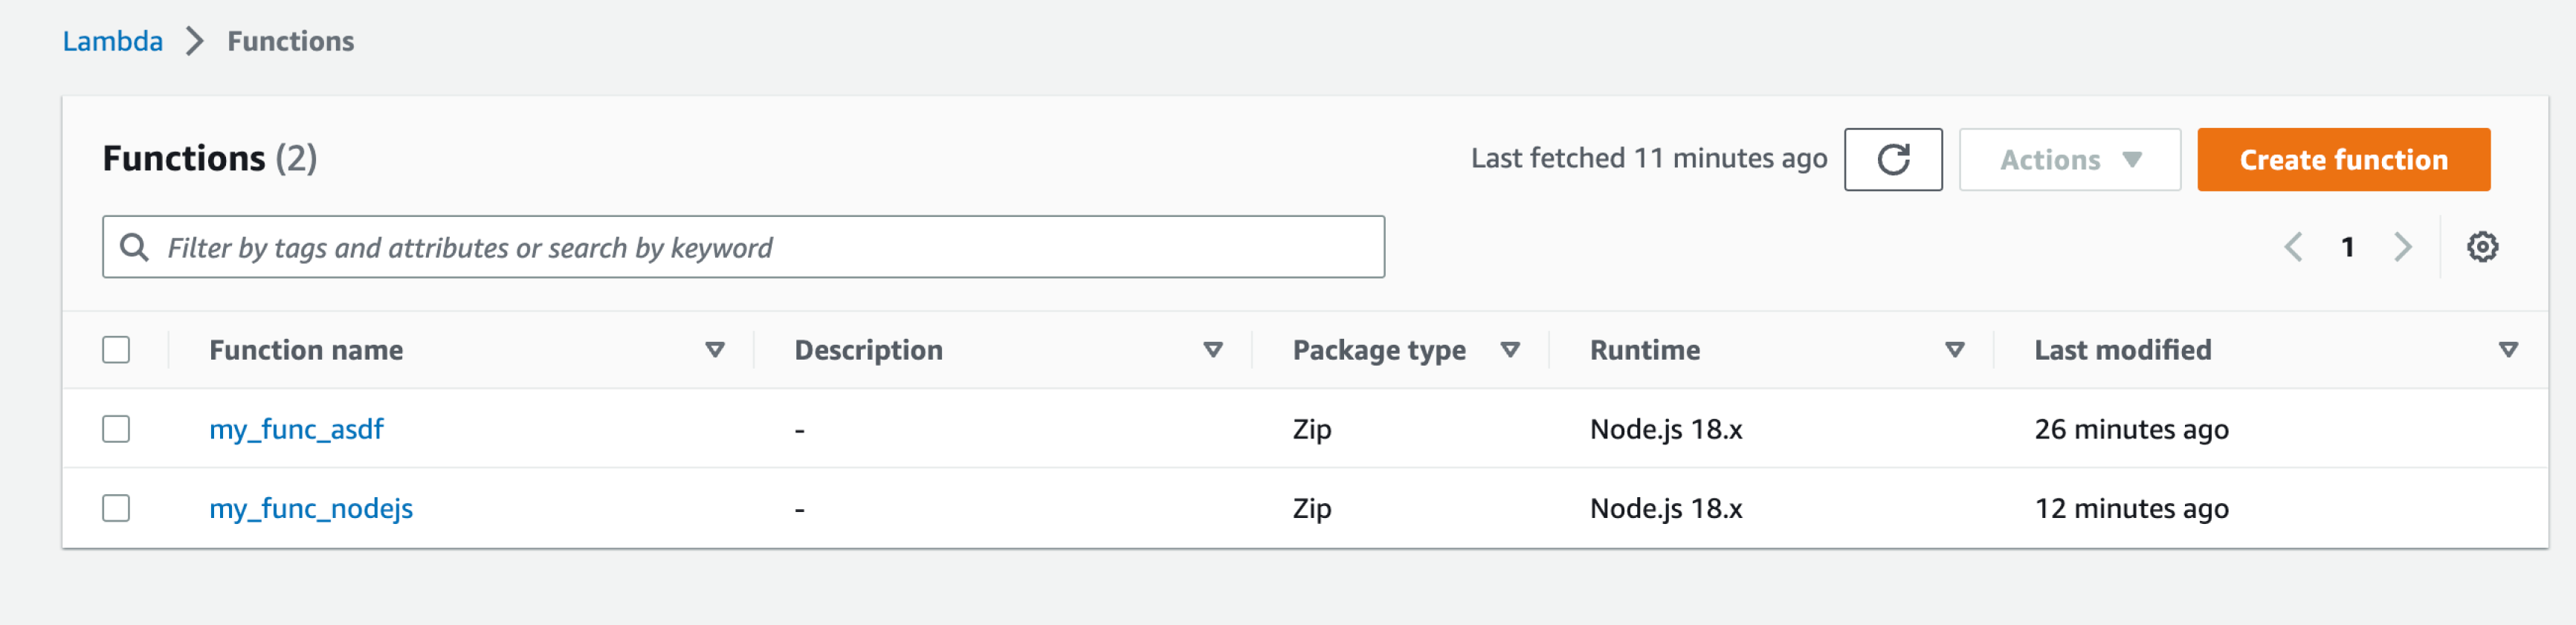 Lambda > Functions
Functions (2) Last fetched 11 minutes ago Actions Create function
Filter by tags and attributes or search by keyword 1
Function name Description Package type Runtime Last modified
my_func_asdf - Zip Node.js 18.x 26 minutes ago
my_func_nodejs - Zip Node.js 18.x 12 minutes ago